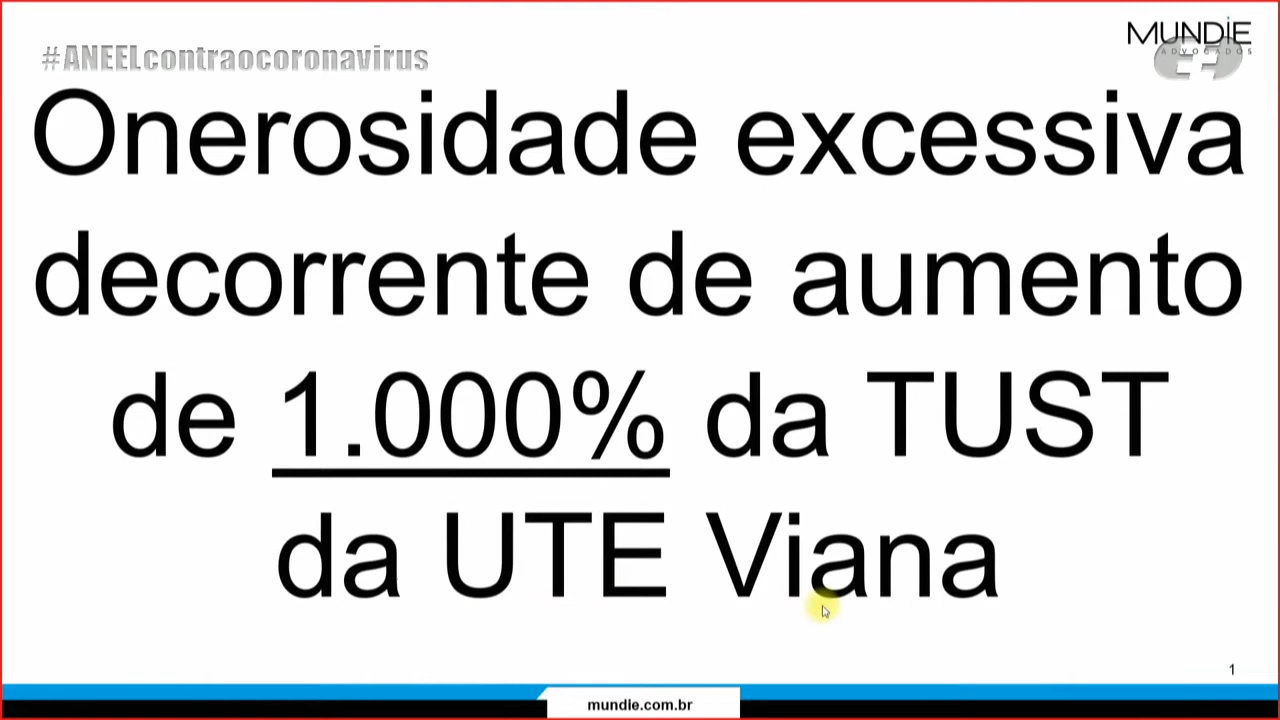 MUNDIE
ADVOGADOS
#ANEELcontraocoronavirus
Onerosidade excessiva
decorrente de aumento
de 1.000% da TUST
da UTE Viana
1
mundie.com.br